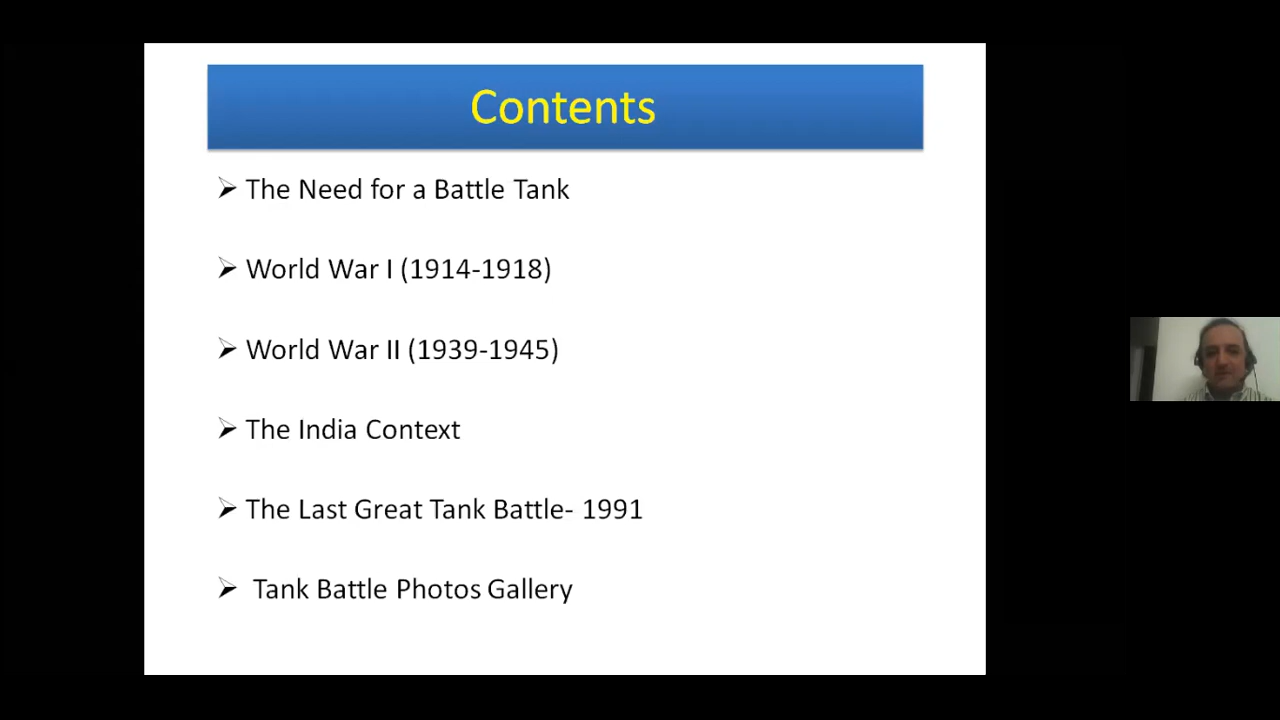 Contents
The Need for a Battle Tank
World War I (1914-1918)
World War II (1939-1945)
The India Context
The Last Great Tank Battle- 1991
Tank Battle Photos Gallery